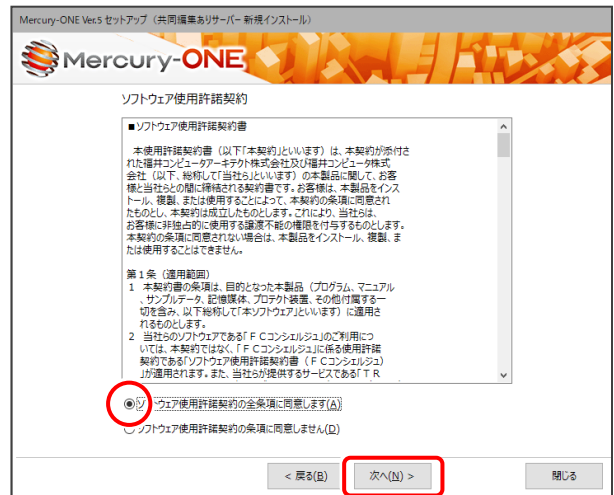 Mercury-ONE Ver.5 セットアップ（共同編集ありサーバー 新規インストール）
Mercury-ONE
ソフトウェア使用許諾契約
■ソフトウェア使用許諾契約書
本使用許諾契約書（以下「本契約」といいます）は、本契約が添付さ
れた福井コンピュータアーキテクト株式会社及び福井コンピュータ株式
会社（以下、総称して「当社ら」といいます）の本製品に関して、お客
様と当社らとの間に締結される契約書です。お客様は、本製品をインス
トール、複製、または使用することによって、本契約の条項に同意され
たものとし、本契約は成立したものとします。これにより、当社らは、
お客様に非独占的に使用する譲渡不能の権限を付与するものとします。
本契約の条項に同意されない場合は、本製品をインストール、複製、ま
たは使用することはできません。
第１条（適用範囲）
１　本契約書の条項は、目的となった本製品（プログラム、マニュアル
、サンプルデータ、記憶媒体、プロテクト装置、その他付属する一
切を含み、以下総称して「本ソフトウェア」といいます）に適用さ
れるものとします。
２　当社らのソフトウェアである「ＦＣコンシェルジュ」のご利用につ
いては、本契約ではなく、「ＦＣコンシェルジュ」に係る使用許諾
契約である「ソフトウェア使用許諾契約書（ＦＣコンシェルジュ）
」が適用されます。また、当社らが提供するサービスである「ＴＲ
ソフトウェア使用許諾契約の全条項に同意します(A)
ソフトウェア使用許諾契約の条項に同意しません(D)
< 戻る(B)　次へ(N) >　閉じる